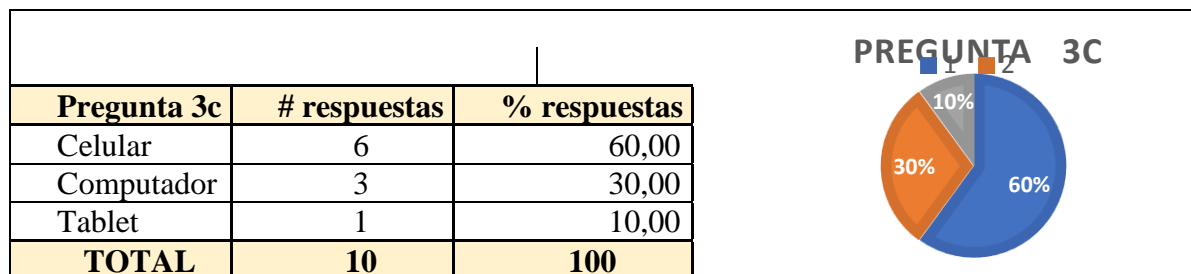 Pregunta 3c # respuestas % respuestas
Celular 6 60,00
Computador 3 30,00
Tablet 1 10,00
TOTAL 10 100
PREGUNTA 3C
1 2
10%
30%
60%